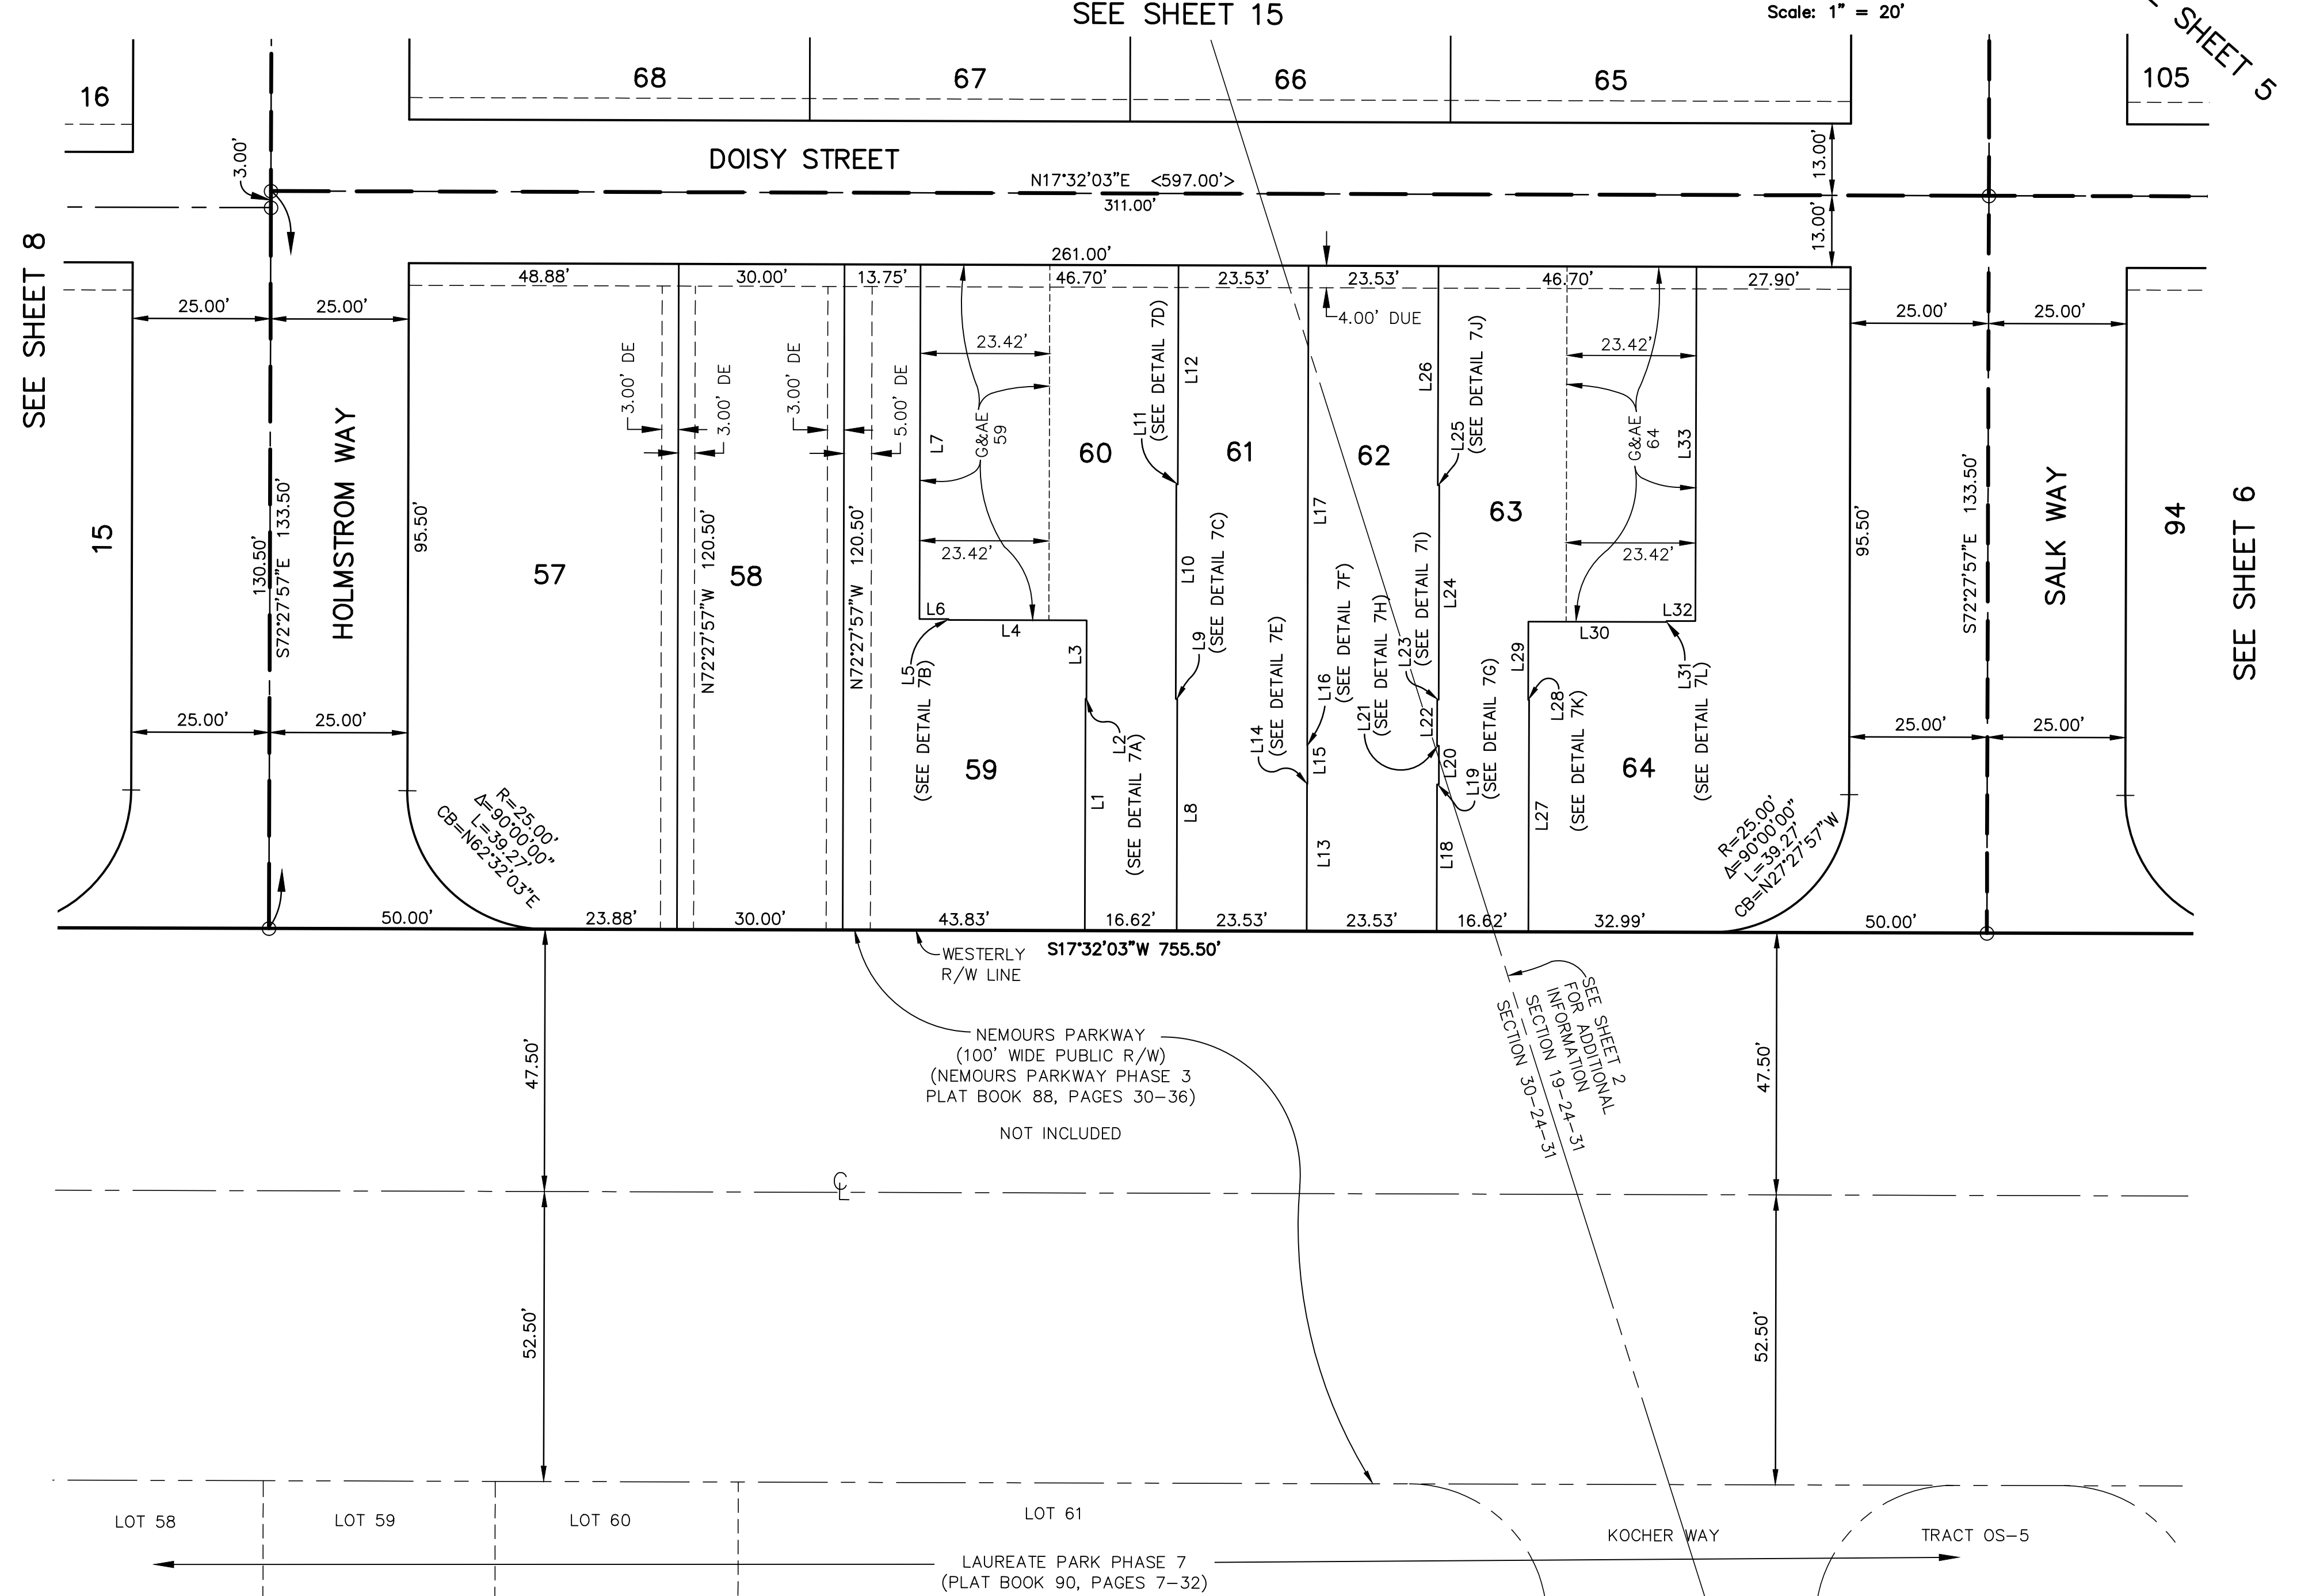 SEE SHEET 15
Scale: 1" = 20'
SEE SHEET 5
16
68
67
66
65
105
3.00'
DOISY STREET
13.00'
N17°32'03"E <597.00'>
311.00'
13.00'
SEE SHEET 8
261.00'
48.88'
30.00'
13.75'
46.70'
23.53'
23.53'
46.70'
27.90'
25.00'
25.00'
4.00' DUE
25.00'
25.00'
23.42'
23.42'
3.00' DE
3.00' DE
3.00' DE
5.00' DE
L7
G&AE
59
L11
(SEE DETAIL 7D)
L12
L26
L25
(SEE DETAIL 7J)
G&AE
64
L33
60
61
62
63
15
130.50'
S72°27'57"E 133.50'
HOLMSTROM WAY
95.50'
57
N72°27'57"W 120.50'
58
N72°27'57"W 120.50'
23.42'
L10
L9
(SEE DETAIL 7C)
L17
L24
23.42'
95.50'
S72°27'57"E 133.50'
SALK WAY
94
SEE SHEET 6
L6
L4
L3
L5
(SEE DETAIL 7B)
L2
(SEE DETAIL 7A)
L14
(SEE DETAIL 7E)
L16
(SEE DETAIL 7F)
L21
(SEE DETAIL 7H)
L23
(SEE DETAIL 7I)
L22
L20
L19
(SEE DETAIL 7G)
L29
L28
(SEE DETAIL 7K)
L30
L32
L31
(SEE DETAIL 7L)
25.00'
25.00'
25.00'
25.00'
59
64
L1
L8
L15
L13
L18
L27
R=25.00'
Δ=90°00'00"
L=39.27'
CB=N62°32'03"E
R=25.00'
Δ=90°00'00"
L=39.27'
CB=N27°27'57"W
50.00'
23.88'
30.00'
43.83'
16.62'
23.53'
23.53'
16.62'
32.99'
50.00'
WESTERLY
R/W LINE
S17°32'03"W 755.50'
SEE SHEET 2
FOR ADDITIONAL
INFORMATION
SECTION 19-24-31
SECTION 30-24-31
47.50'
NEMOURS PARKWAY
(100' WIDE PUBLIC R/W)
(NEMOURS PARKWAY PHASE 3
PLAT BOOK 88, PAGES 30-36)
NOT INCLUDED
47.50'
CL
52.50'
52.50'
LOT 58
LOT 59
LOT 60
LOT 61
KOCHER WAY
TRACT OS-5
LAUREATE PARK PHASE 7
(PLAT BOOK 90, PAGES 7-32)